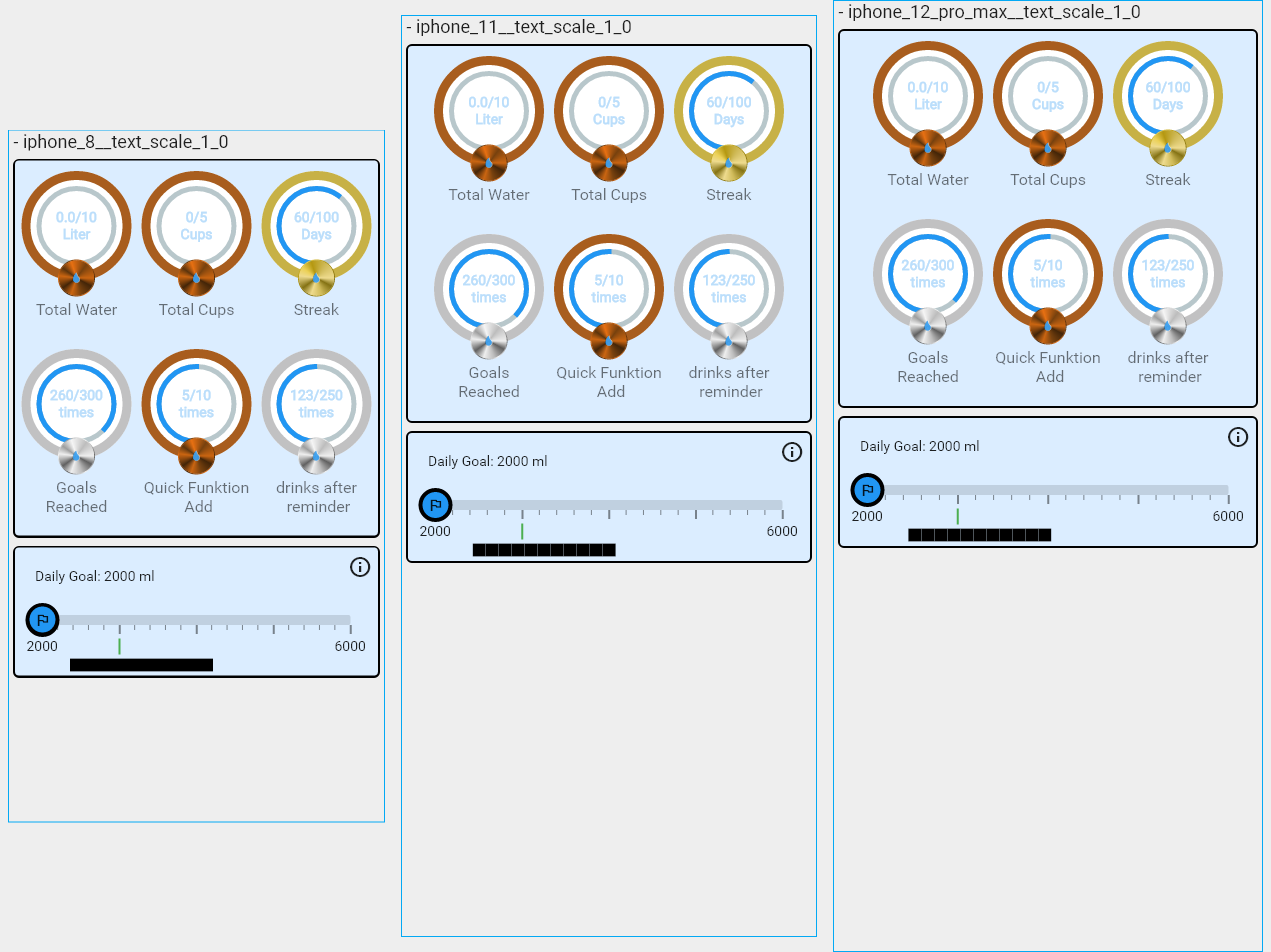 - iphone_8__text_scale_1_0
0.0/10
Liter
0/5
Cups
60/100
Days
Total Water
Total Cups
Streak
260/300
times
5/10
times
123/250
times
Goals
Reached
Quick Funktion
Add
drinks after
reminder
Daily Goal: 2000 ml
2000
6000
- iphone_11__text_scale_1_0
0.0/10
Liter
0/5
Cups
60/100
Days
Total Water
Total Cups
Streak
260/300
times
5/10
times
123/250
times
Goals
Reached
Quick Funktion
Add
drinks after
reminder
Daily Goal: 2000 ml
2000
6000
- iphone_12_pro_max__text_scale_1_0
0.0/10
Liter
0/5
Cups
60/100
Days
Total Water
Total Cups
Streak
260/300
times
5/10
times
123/250
times
Goals
Reached
Quick Funktion
Add
drinks after
reminder
Daily Goal: 2000 ml
2000
6000